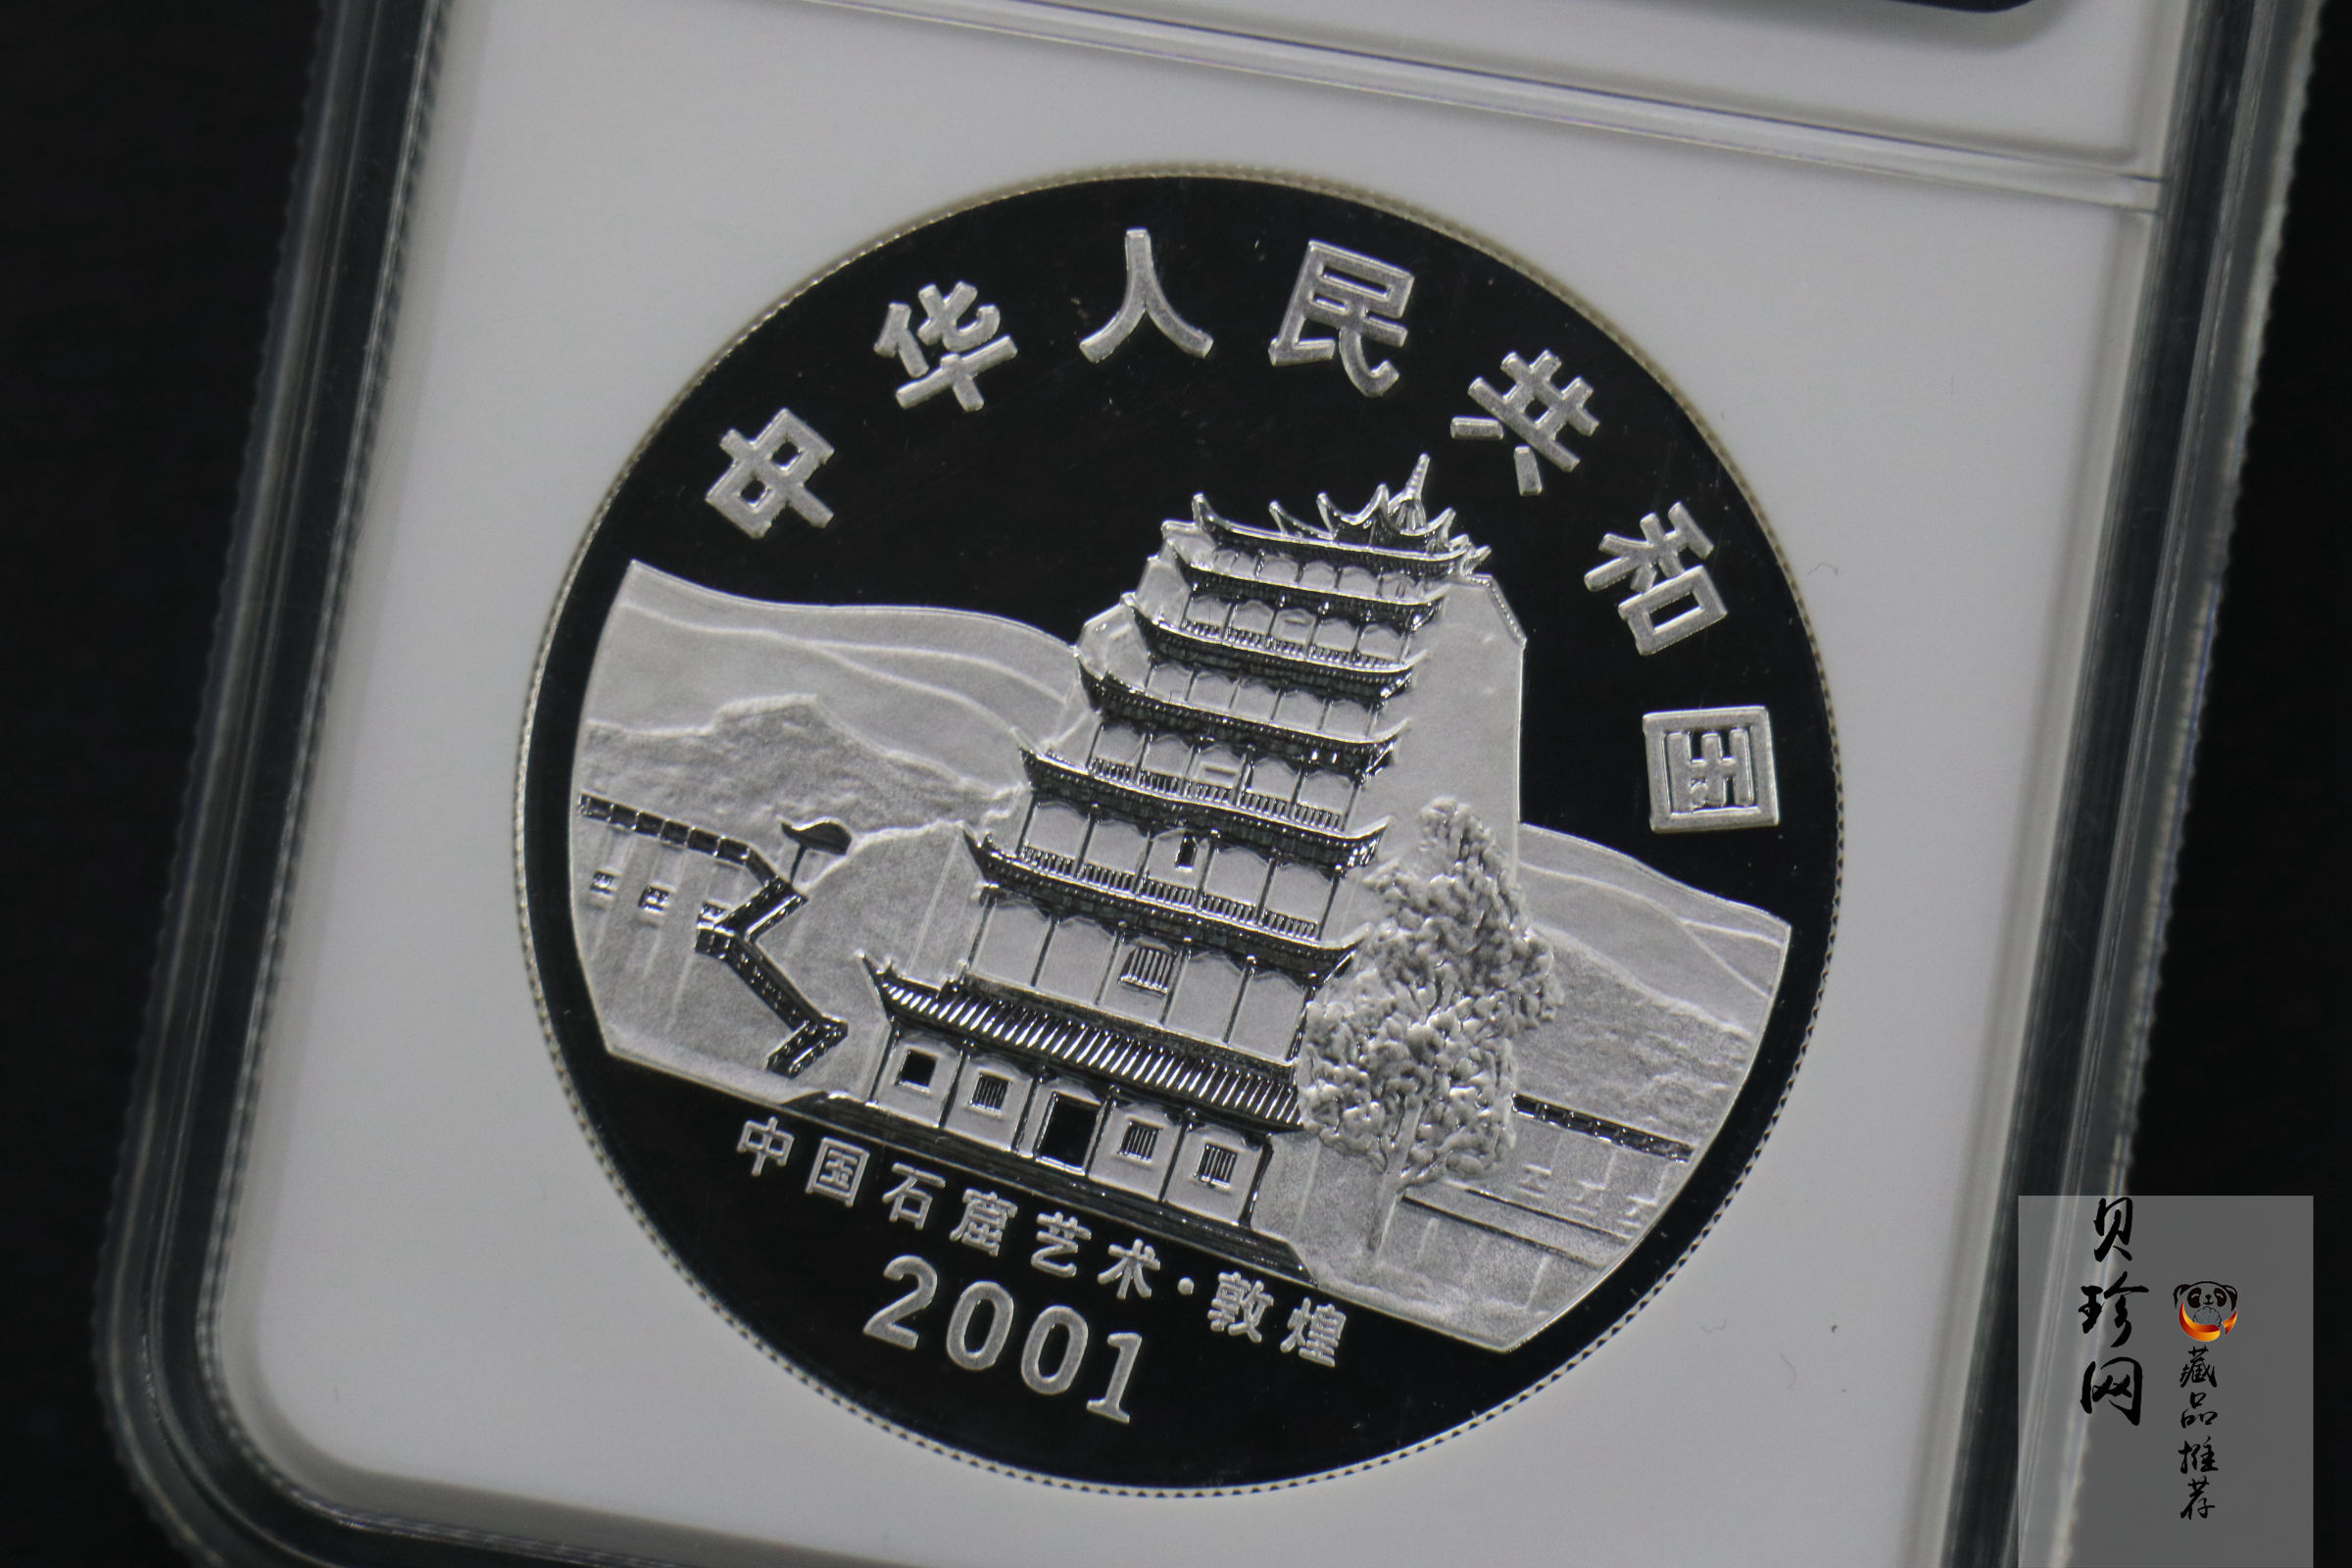 中华人民共和国
中国石窟艺术·敦煌
2001
贝珍网
藏品推荐